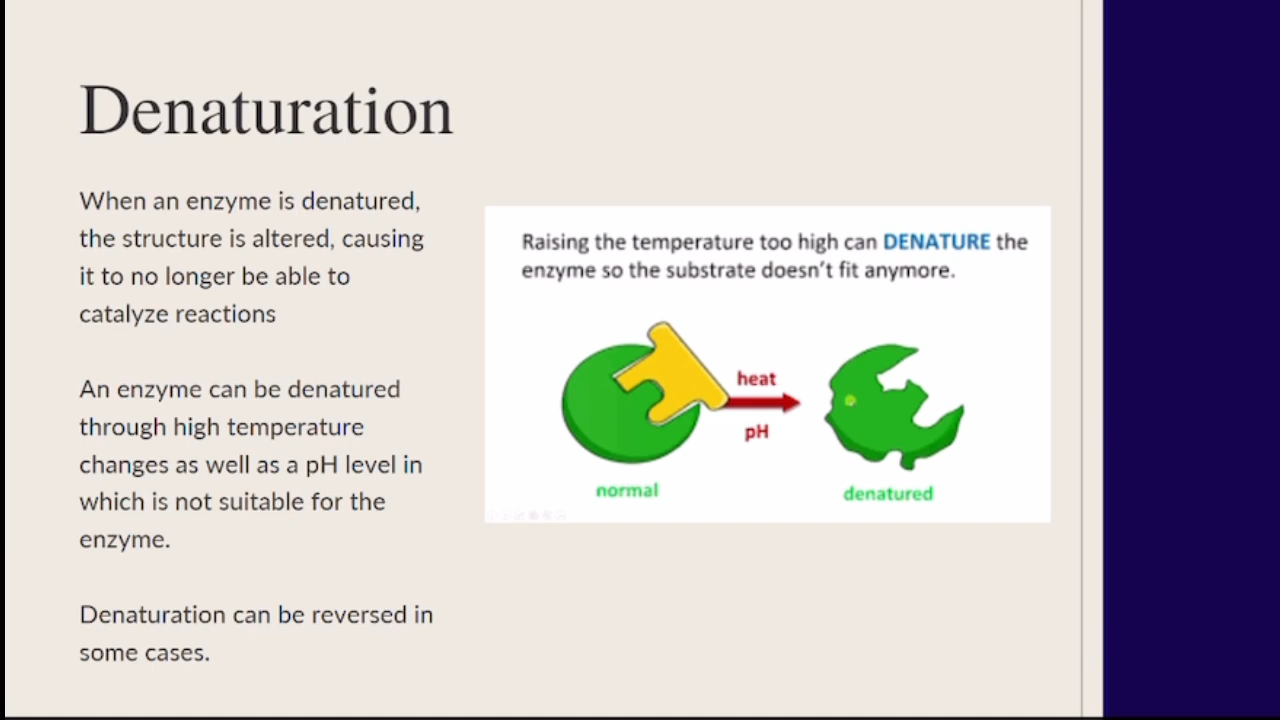 Denaturation
When an enzyme is denatured,
the structure is altered, causing
it to no longer be able to
catalyze reactions
An enzyme can be denatured
through high temperature
changes as well as a pH level in
which is not suitable for the
enzyme.
Denaturation can be reversed in
some cases.
Raising the temperature too high can DENATURE the
enzyme so the substrate doesn't fit anymore.
heat
pH
normal
denatured